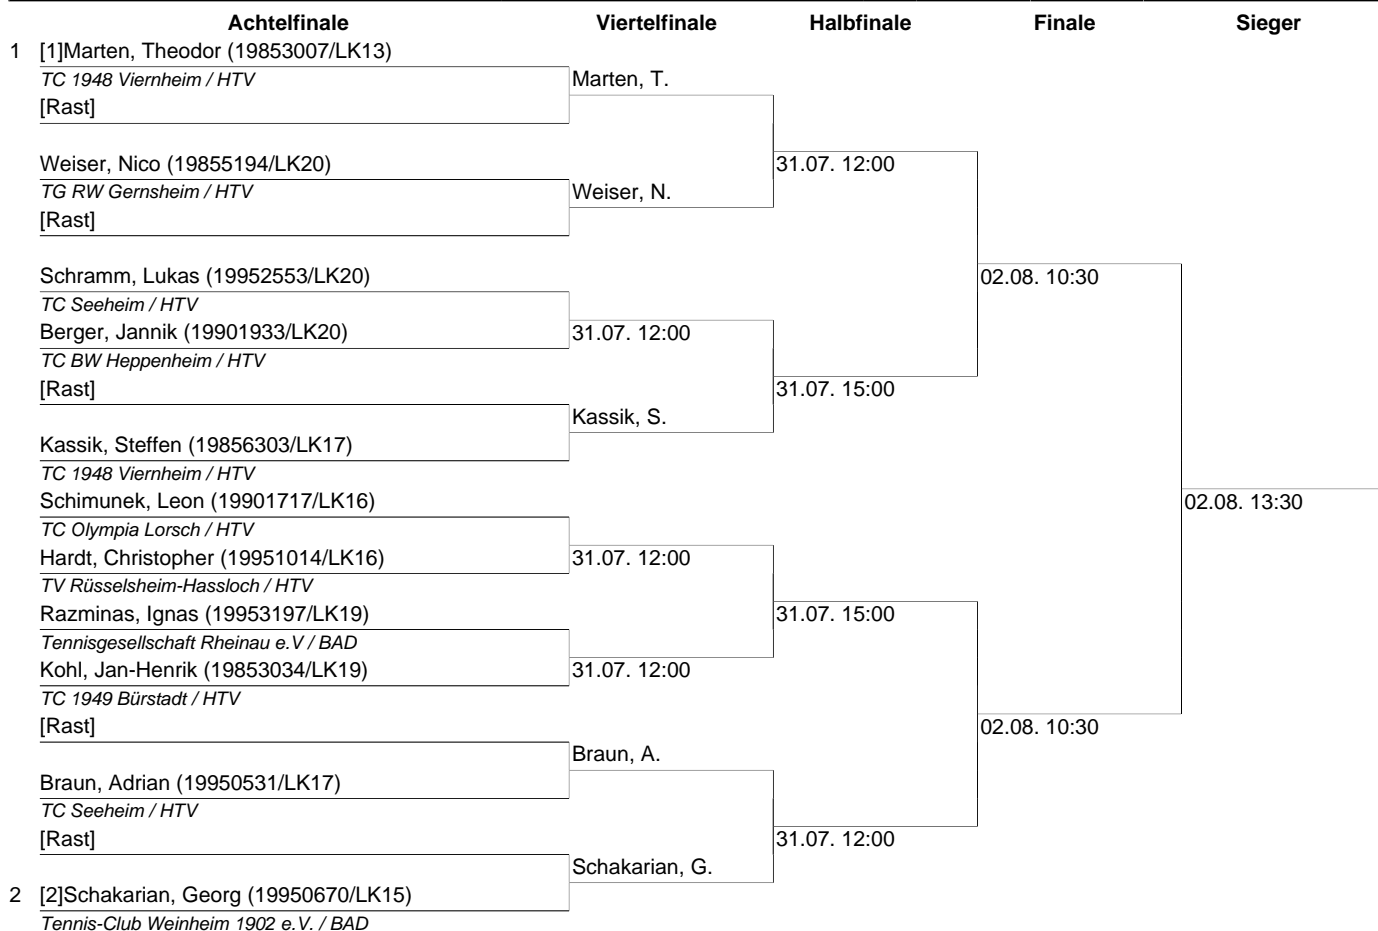 Achtelfinale Viertelfinale Halbfinale Finale Sieger
1 [1]Marten, Theodor (19853007/LK13)
TC 1948 Viernheim / HTV Marten, T.
[Rast]
Weiser, Nico (19855194/LK20) 31.07. 12:00
TG RW Gernsheim / HTV Weiser, N.
[Rast]
Schramm, Lukas (19952553/LK20) 02.08. 10:30
TC Seeheim / HTV
Berger, Jannik (19901933/LK20) 31.07. 12:00
TC BW Heppenheim / HTV
[Rast] 31.07. 15:00
Kassik, S.
Kassik, Steffen (19856303/LK17)
TC 1948 Viernheim / HTV
Schimunek, Leon (19901717/LK16) 02.08. 13:30
TC Olympia Lorsch / HTV
Hardt, Christopher (19951014/LK16) 31.07. 12:00
TV Rüsselsheim-Hassloch / HTV
Razminas, Ignas (19953197/LK19) 31.07. 15:00
Tennisgesellschaft Rheinau e.V / BAD
Kohl, Jan-Henrik (19853034/LK19) 31.07. 12:00
TC 1949 Bürstadt / HTV
[Rast] 02.08. 10:30
Braun, A.
Braun, Adrian (19950531/LK17)
TC Seeheim / HTV
[Rast] 31.07. 12:00
Schakarian, G.
2 [2]Schakarian, Georg (19950670/LK15)
Tennis-Club Weinheim 1902 e.V. / BAD